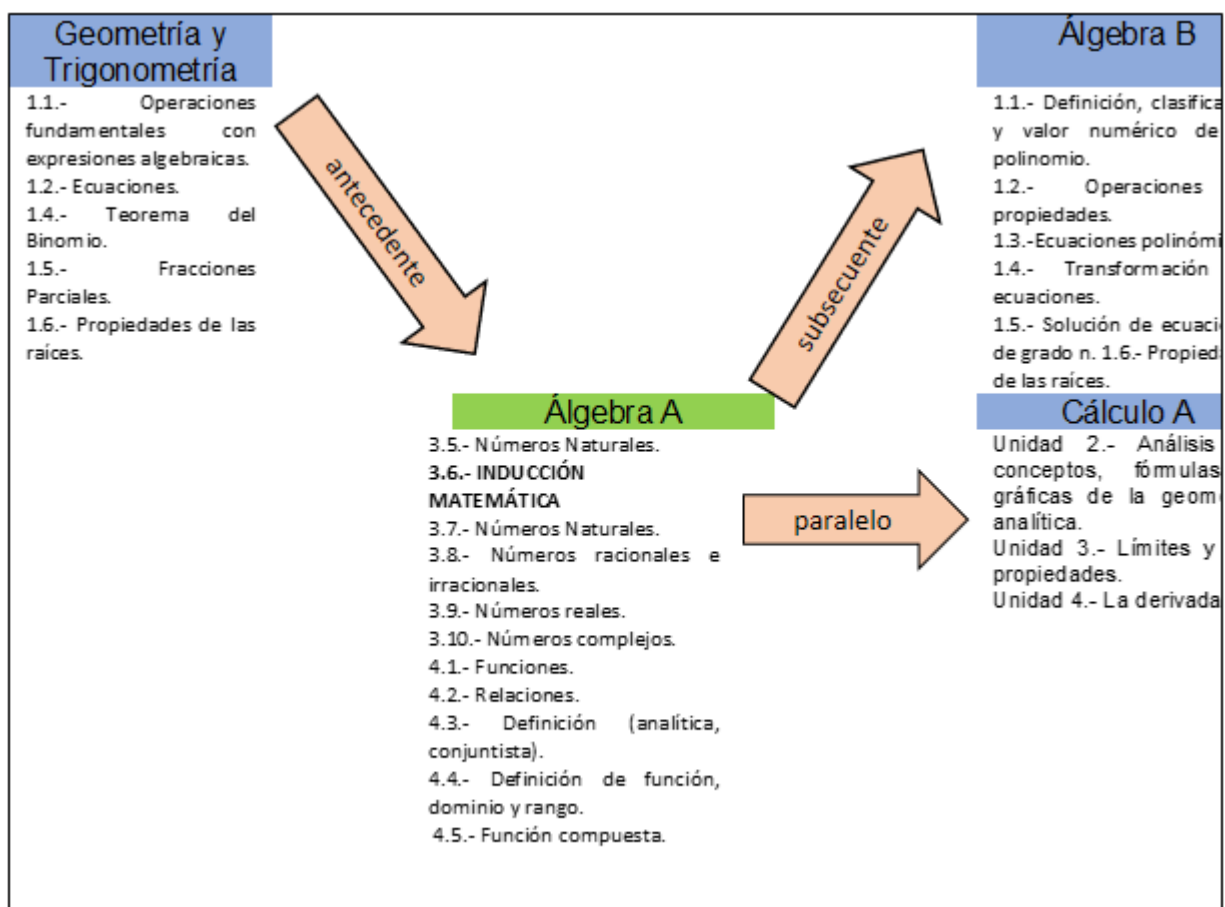 Geometría y
Trigonometría
1.1.- Operaciones
fundamentales con
expresiones algebraicas.
1.2.- Ecuaciones.
1.4.- Teorema del
Binomio.
1.5.- Fracciones
Parciales.
1.6.- Propiedades de las
raíces.
antecedente
Álgebra A
3.5.- Números Naturales.
3.6.- INDUCCIÓN
MATEMÁTICA
3.7.- Números Naturales.
3.8.- Números racionales e
irracionales.
3.9.- Números reales.
3.10.- Números complejos.
4.1.- Funciones.
4.2.- Relaciones.
4.3.- Definición (analítica,
conjuntista).
4.4.- Definición de función,
dominio y rango.
4.5.- Función compuesta.
subsecuente
paralelo
Álgebra B
1.1.- Definición, clasifica
y valor numérico de
polinomio.
1.2.- Operaciones
propiedades.
1.3.-Ecuaciones polinómi
1.4.- Transformación
ecuaciones.
1.5.- Solución de ecuaci
de grado n. 1.6.- Propied
de las raíces.
Cálculo A
Unidad 2.- Análisis
conceptos, fórmulas
gráficas de la geom
analítica.
Unidad 3.- Límites y
propiedades.
Unidad 4.- La derivada